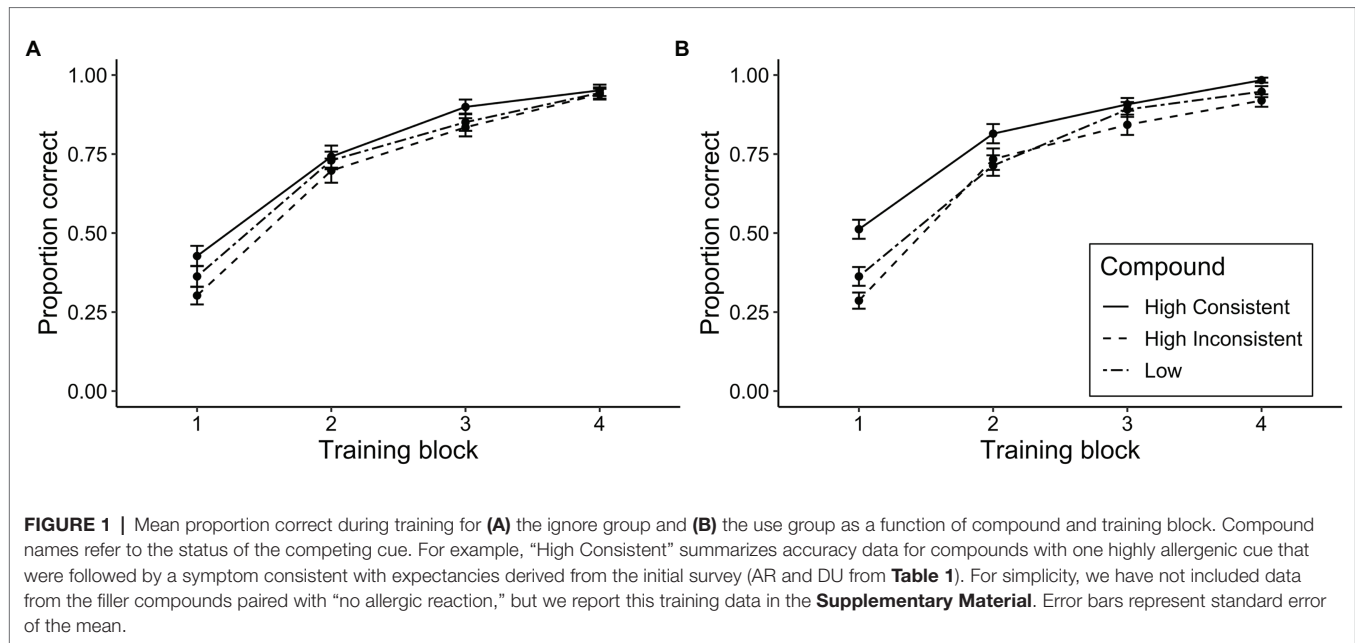 A
B
1.00
0.75
0.50
0.25
0.00
Proportion correct
1 2 3 4
Training block
1.00
0.75
0.50
0.25
0.00
Proportion correct
1 2 3 4
Training block
Compound
High Consistent
High Inconsistent
Low
FIGURE 1 | Mean proportion correct during training for (A) the ignore group and (B) the use group as a function of compound and training block. Compound
names refer to the status of the competing cue. For example, “High Consistent” summarizes accuracy data for compounds with one highly allergenic cue that
were followed by a symptom consistent with expectancies derived from the initial survey (AR and DU from Table 1). For simplicity, we have not included data
from the filler compounds paired with “no allergic reaction,” but we report this training data in the Supplementary Material. Error bars represent standard error
of the mean.